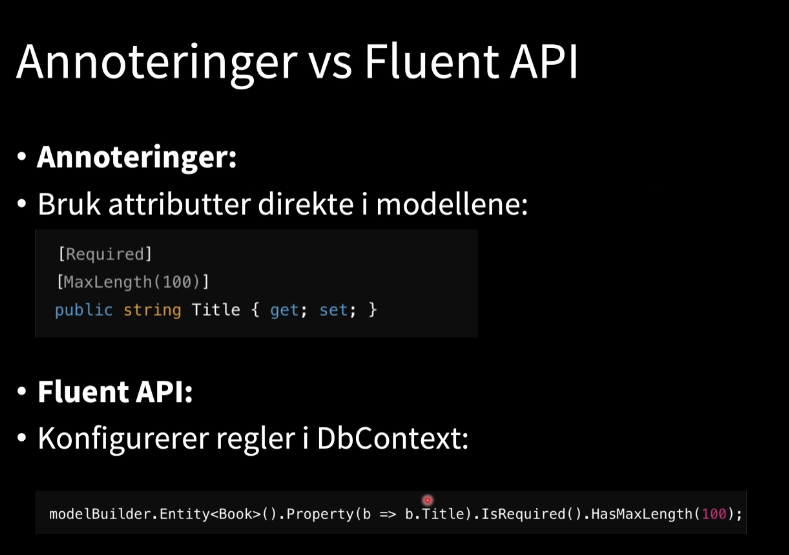 Annoteringer vs Fluent API
• Annoteringer:
• Bruk attributter direkte i modellene:
[Required]
[MaxLength(100)]
public string Title { get; set; }
• Fluent API:
• Konfigurerer regler i DbContext:
modelBuilder.Entity<Book>().Property(b => b.Title).IsRequired().HasMaxLength(100);